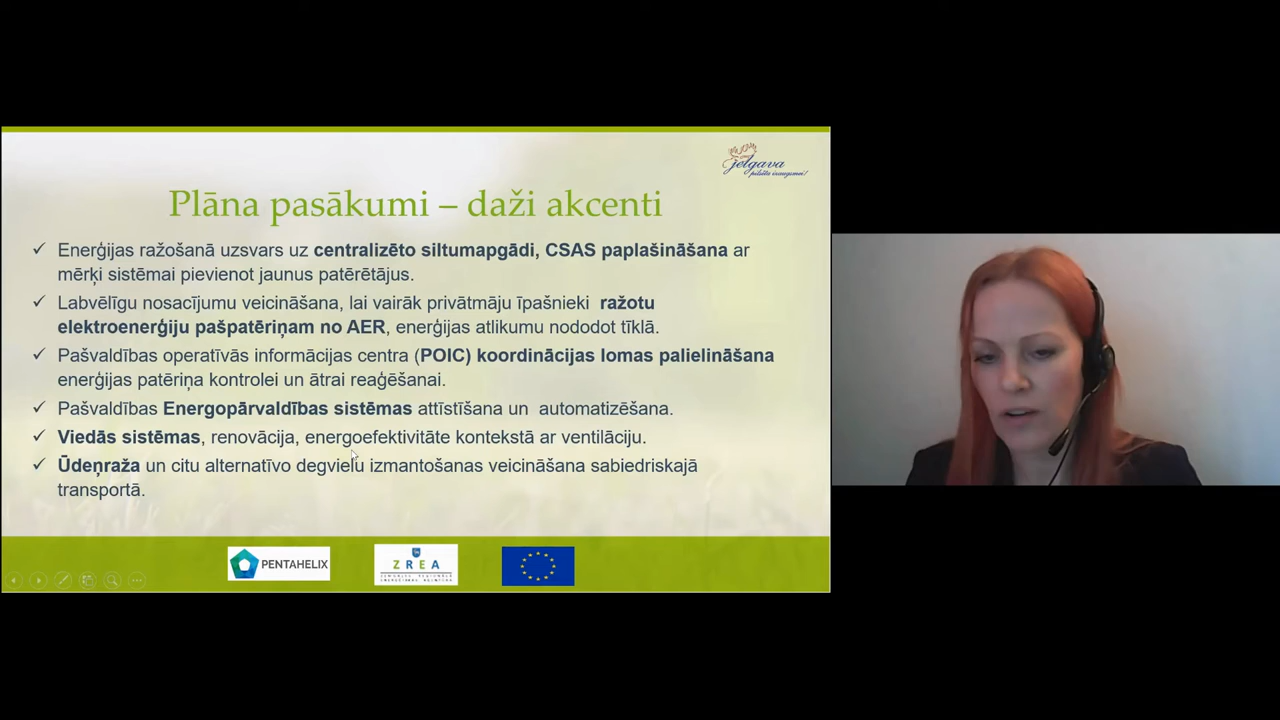 jelgava
pilsēta izaugsmei!
Plāna pasākumi – daži akcenti
✓ Enerģijas ražošanā uzsvars uz centralizēto siltumapgādi, CSAS paplašināšana ar
mērķi sistēmai pievienot jaunus patērētājus.
✓ Labvēlīgu nosacījumu veicināšana, lai vairāk privātmāju īpašnieki ražotu
elektroenerģiju pašpatēriņam no AER, enerģijas atlikumu nododot tīklā.
✓ Pašvaldības operatīvās informācijas centra (POIC) koordinācijas lomas palielināšana
enerģijas patēriņa kontrolei un ātrai reaģēšanai.
✓ Pašvaldības Energopārvaldības sistēmas attīstīšana un automatizēšana.
✓ Viedās sistēmas, renovācija, energoefektivitāte kontekstā ar ventilāciju.
✓ Ūdeņraža un citu alternatīvo degvielu izmantošanas veicināšana sabiedriskajā
transportā.
PENTAHELIX
ZREA